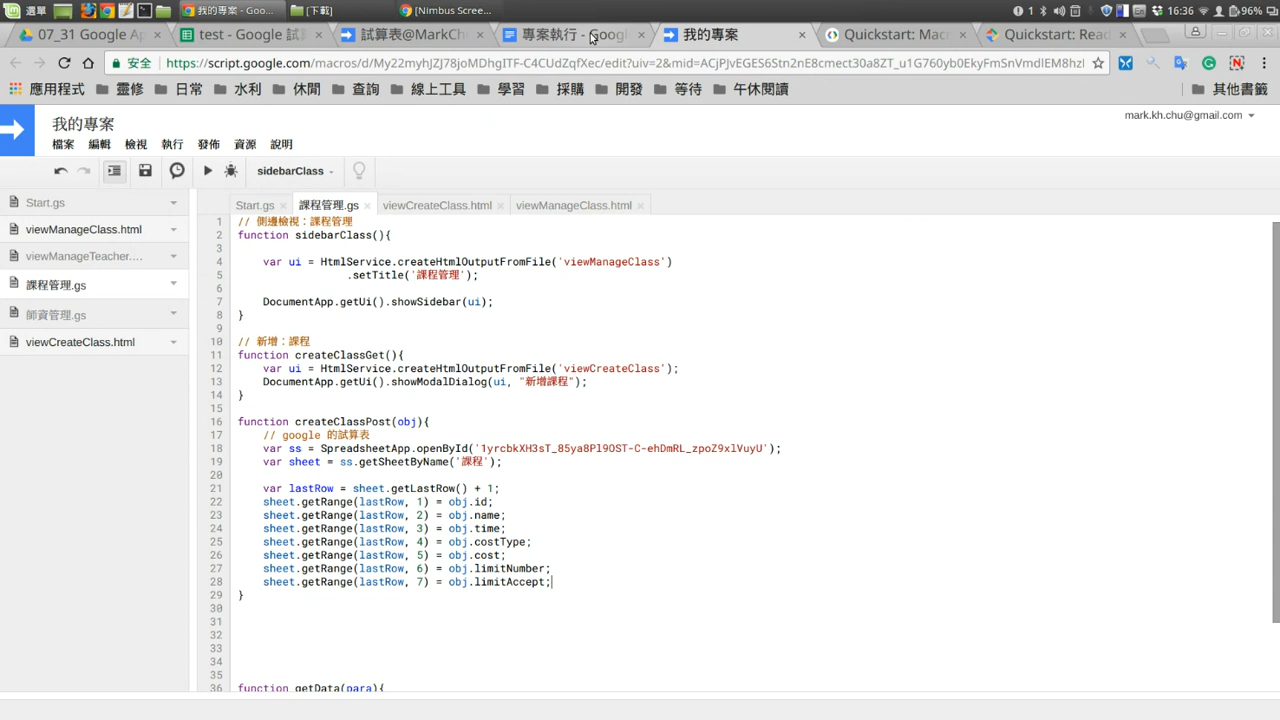 選單
我的專案 - Goo...
[下載]
[Nimbus Scree...
1
En
16:36
96%
07_31 Google Ap
test - Google 試算
試算表@MarkCh
專案執行 - Googl
我的專案
Quickstart: Mac
Quickstart: Read
安全
應用程式
靈修
日常
水利
休閒
查詢
線上工具
學習
採購
開發
等待
午休閱讀
其他書籤
我的專案
mark.kh.chu@gmail.com
檔案 編輯 檢視 執行 發佈 資源 說明
sidebarClass
Start.gs
viewManageClass.html
viewManageTeacher....
課程管理.gs
師資管理.gs
viewCreateClass.html
Start.gs 課程管理.gs viewCreateClass.html viewManageClass.html
1 // 側邊檢視：課程管理
2 function sidebarClass(){
3
4 var ui = HtmlService.createHtmlOutputFromFile('viewManageClass')
5 .setTitle('課程管理');
6
7 DocumentApp.getUi().showSidebar(ui);
8 }
9
10 // 新增：課程
11 function createClassGet(){
12 var ui = HtmlService.createHtmlOutputFromFile('viewCreateClass');
13 DocumentApp.getUi().showModalDialog(ui, "新增課程");
14 }
15
16 function createClassPost(obj){
17 // google 的試算表
18 var ss = SpreadsheetApp.openById('1yrcbkXH3sT_85ya8Pl9OST-C-ehDmRL_zpoZ9xlVuyU');
19 var sheet = ss.getSheetByName('課程');
20
21 var lastRow = sheet.getLastRow() + 1;
22 sheet.getRange(lastRow, 1) = obj.id;
23 sheet.getRange(lastRow, 2) = obj.name;
24 sheet.getRange(lastRow, 3) = obj.time;
25 sheet.getRange(lastRow, 4) = obj.costType;
26 sheet.getRange(lastRow, 5) = obj.cost;
27 sheet.getRange(lastRow, 6) = obj.limitNumber;
28 sheet.getRange(lastRow, 7) = obj.limitAccept;
29 }
30
31
32
33
34
35
36 function getData(para){